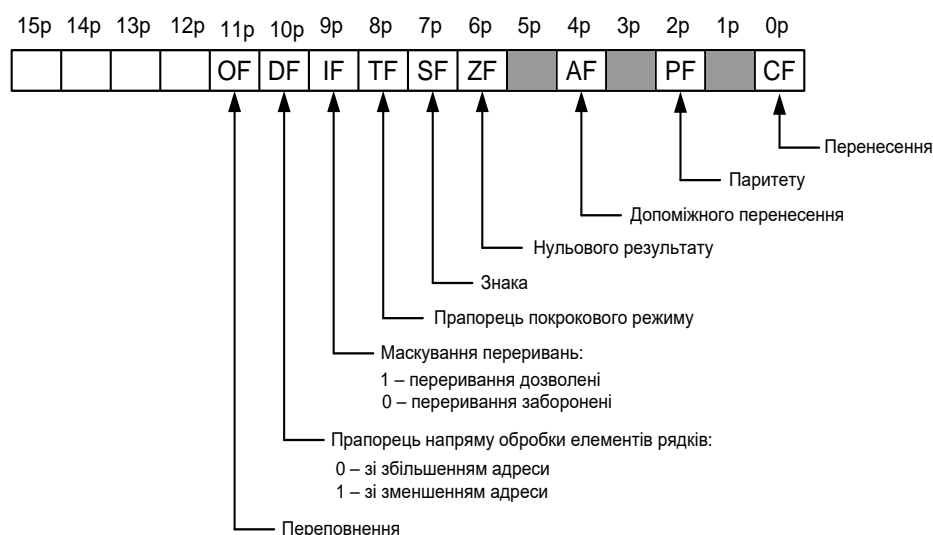 15р 14р 13р 12р 11р 10р 9р 8р 7р 6р 5р 4р 3р 2р 1р 0р
OF DF IF TF SF ZF AF PF CF
Перенесення
Паритету
Допоміжного перенесення
Нульового результату
Знака
Прапорець покрокового режиму
Маскування переривань:
1 – переривання дозволені
0 – переривання заборонені
Прапорець напряму обробки елементів рядків:
0 – зі збільшенням адреси
1 – зі зменшенням адреси
Переповнення